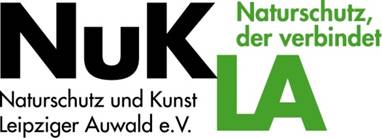 NuK
LA
Naturschutz,
der verbindet
Naturschutz und Kunst
Leipziger Auwald e.V.